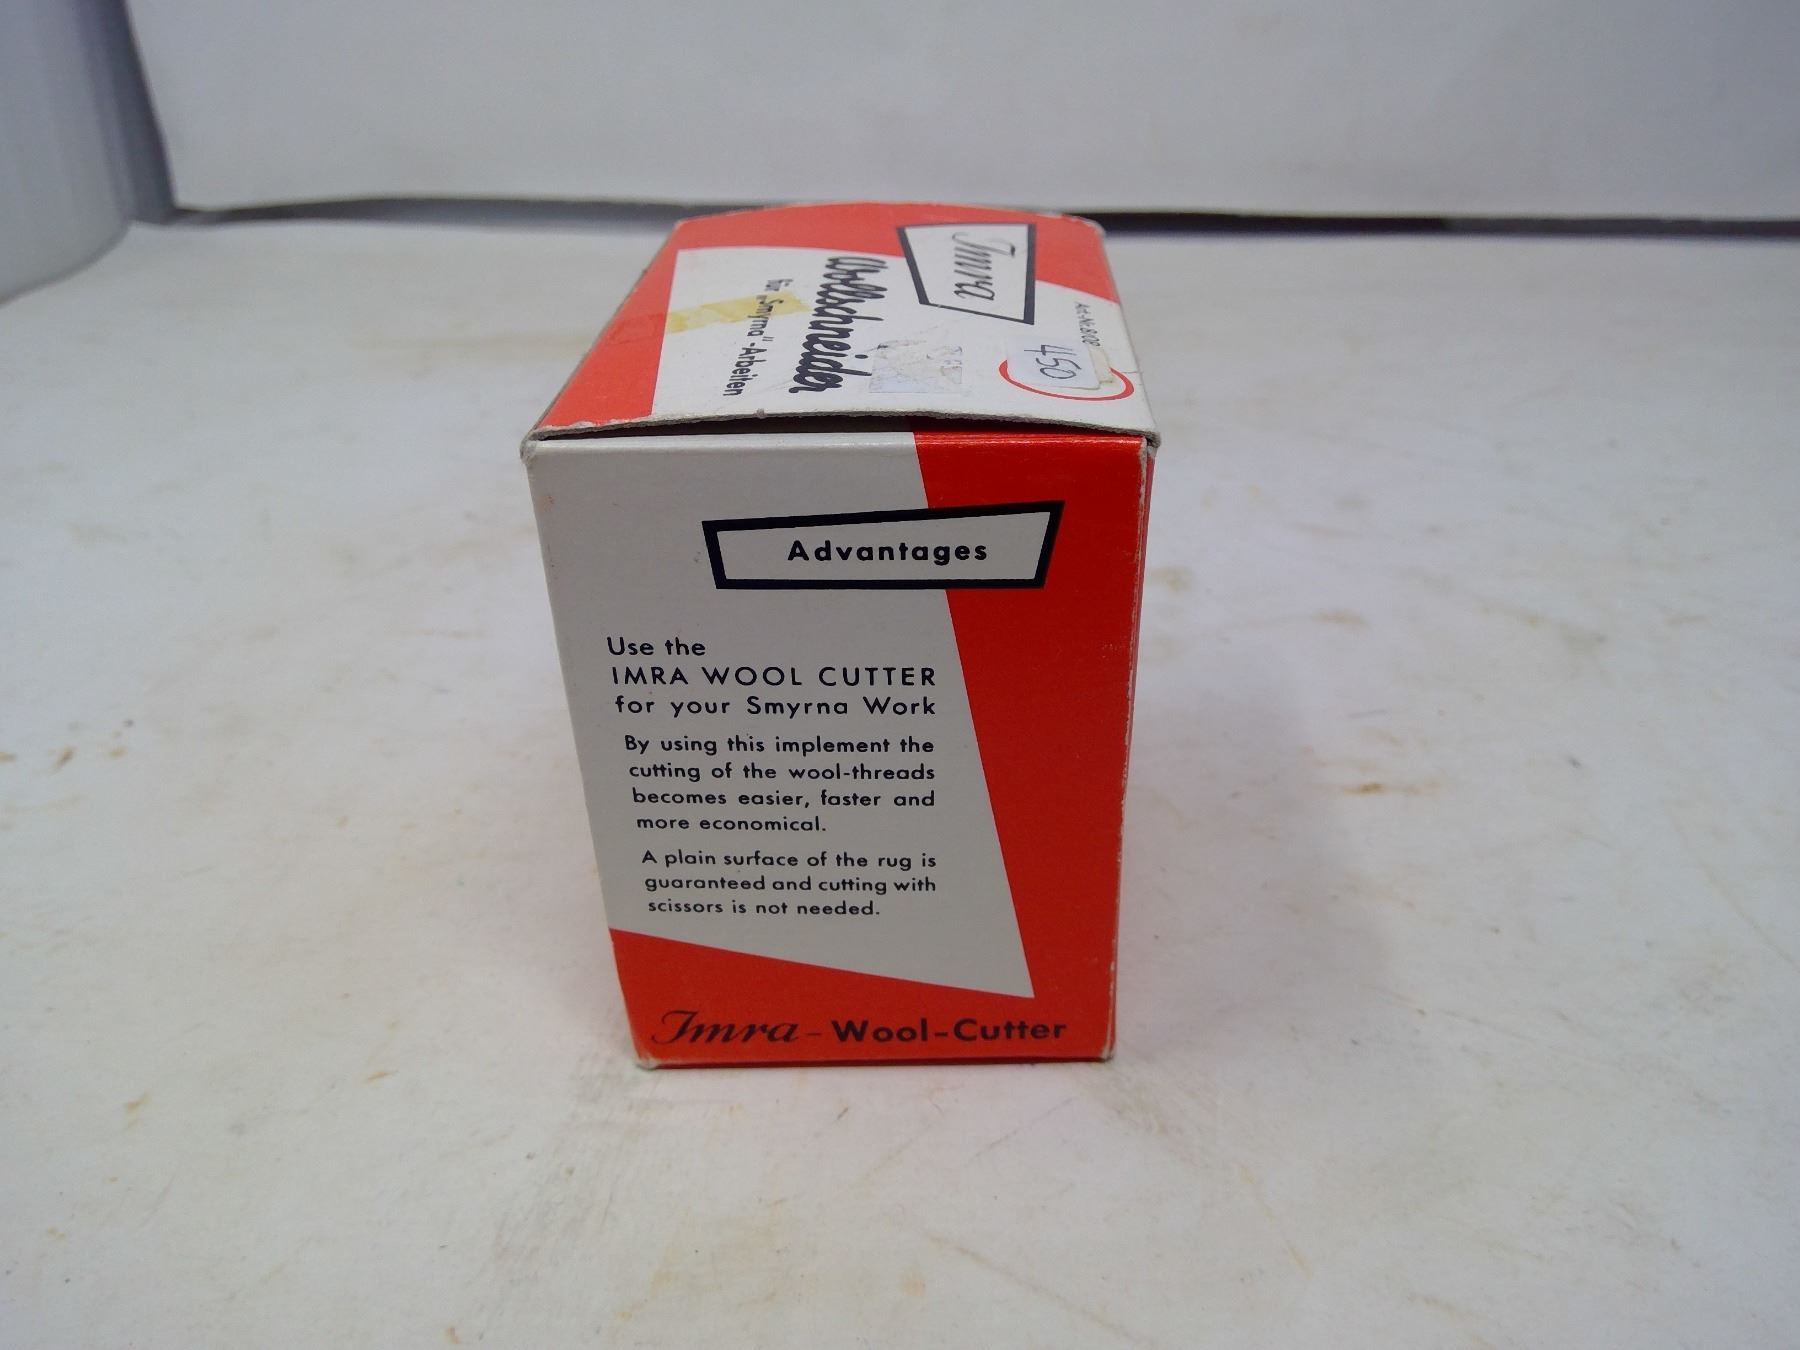 Imra
Wollschneider
für „Smyrna"-Arbeiten
450
Advantages
Use the
IMRA WOOL CUTTER
for your Smyrna Work
By using this implement the
cutting of the wool-threads
becomes easier, faster and
more economical.
A plain surface of the rug is
guaranteed and cutting with
scissors is not needed.
Imra - Wool-Cutter